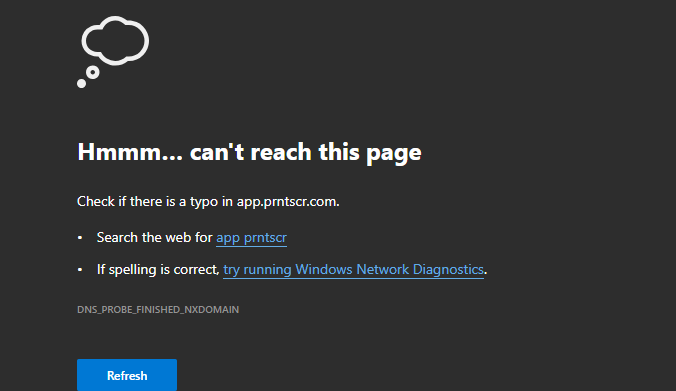 Hmmm... can't reach this page
Check if there is a typo in app.prntscr.com.
• Search the web for app prntscr
• If spelling is correct, try running Windows Network Diagnostics.
DNS_PROBE_FINISHED_NXDOMAIN
Refresh